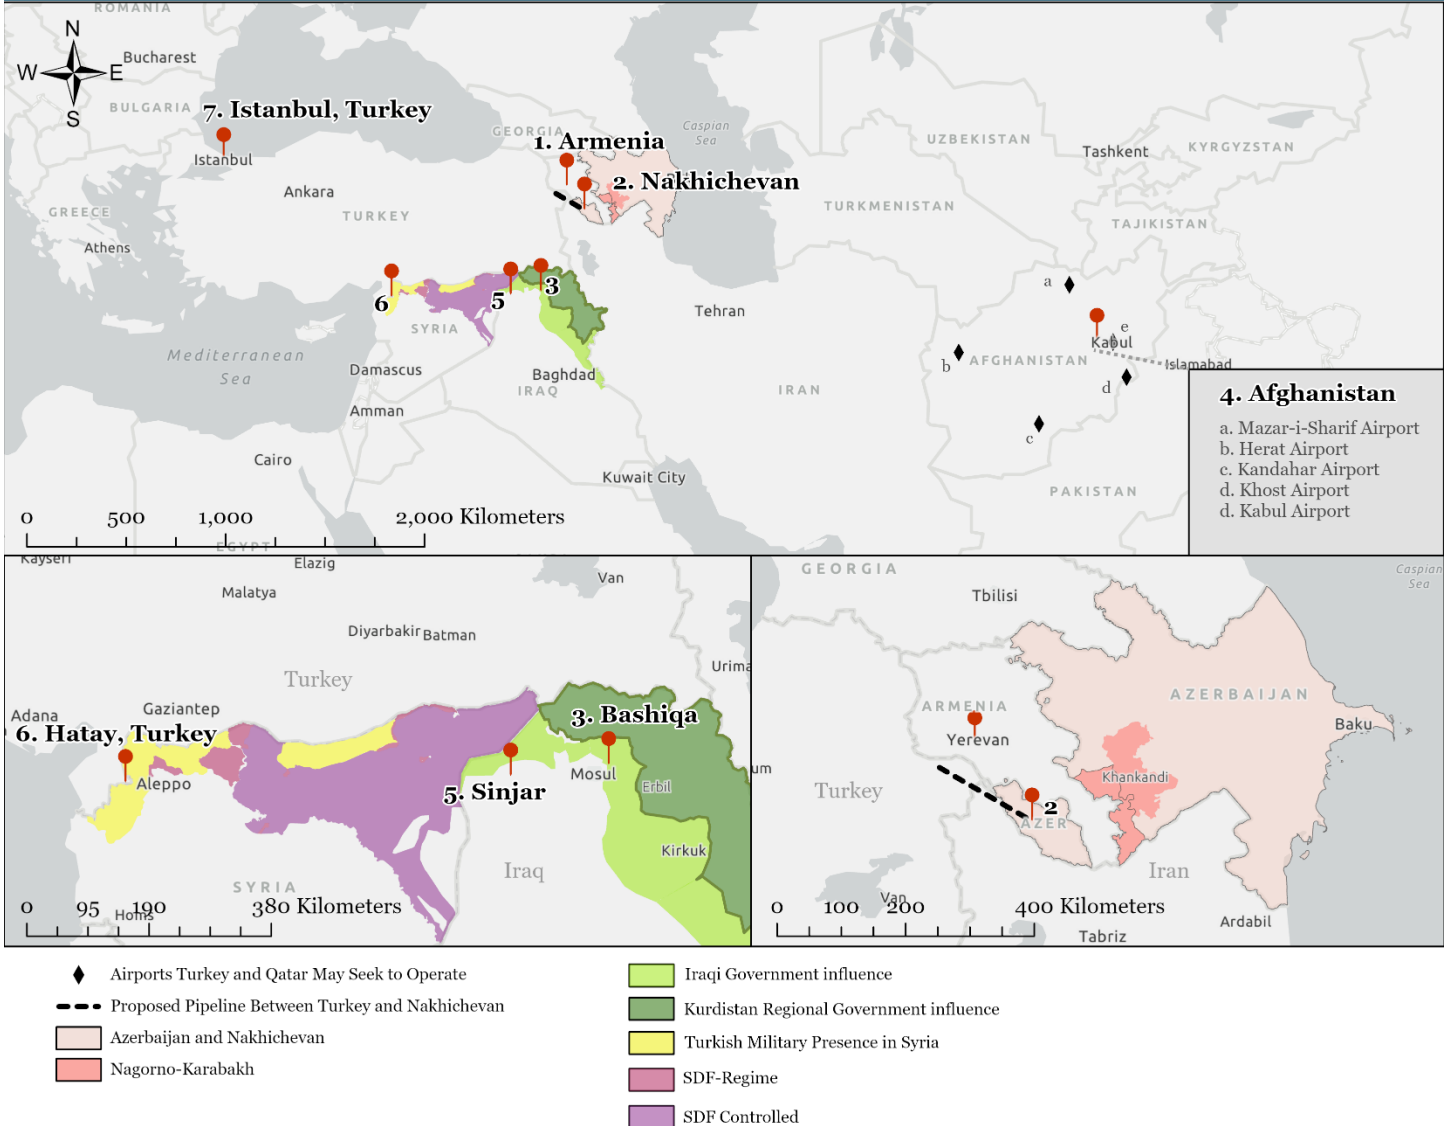 ROMANIA
N
W E
S
Bucharest
BULGARIA
7. Istanbul, Turkey
Istanbul
Ankara
GREECE
TURKEY
Athens
GEORGIA
1. Armenia
2. Nakhichevan
Caspian
Sea
UZBEKISTAN
Tashkent
KYRGYZSTAN
TURKMENISTAN
TAJIKISTAN
6
5
3
SYRIA
Mediterranean
Sea
Damascus
Baghdad
IRAQ
Amman
Tehran
IRAN
Cairo
Kuwait City
a
b
c
d
e
Kabul
AFGHANISTAN
Islamabad
PAKISTAN
4. Afghanistan
a. Mazar-i-Sharif Airport
b. Herat Airport
c. Kandahar Airport
d. Khost Airport
d. Kabul Airport
0 500 1,000 2,000 Kilometers
EGYPT
Kayseri
Elazig
Malatya
Van
Diyarbakir
Batman
Turkey
Urima
Adana
Gaziantep
6. Hatay, Turkey
Aleppo
3. Bashiqa
Mosul
Erbil
5. Sinjar
Kirkuk
Iraq
SYRIA
Homs
0 95 190 380 Kilometers
GEORGIA
Tbilisi
Caspian
Sea
ARMENIA
Yerevan
AZERBAIJAN
Baku
um
Turkey
Khankandi
2
AZER
Iran
Van
Ardabil
Tabriz
0 100 200 400 Kilometers
Airports Turkey and Qatar May Seek to Operate
Proposed Pipeline Between Turkey and Nakhichevan
Azerbaijan and Nakhichevan
Nagorno-Karabakh
Iraqi Government influence
Kurdistan Regional Government influence
Turkish Military Presence in Syria
SDF-Regime
SDF Controlled